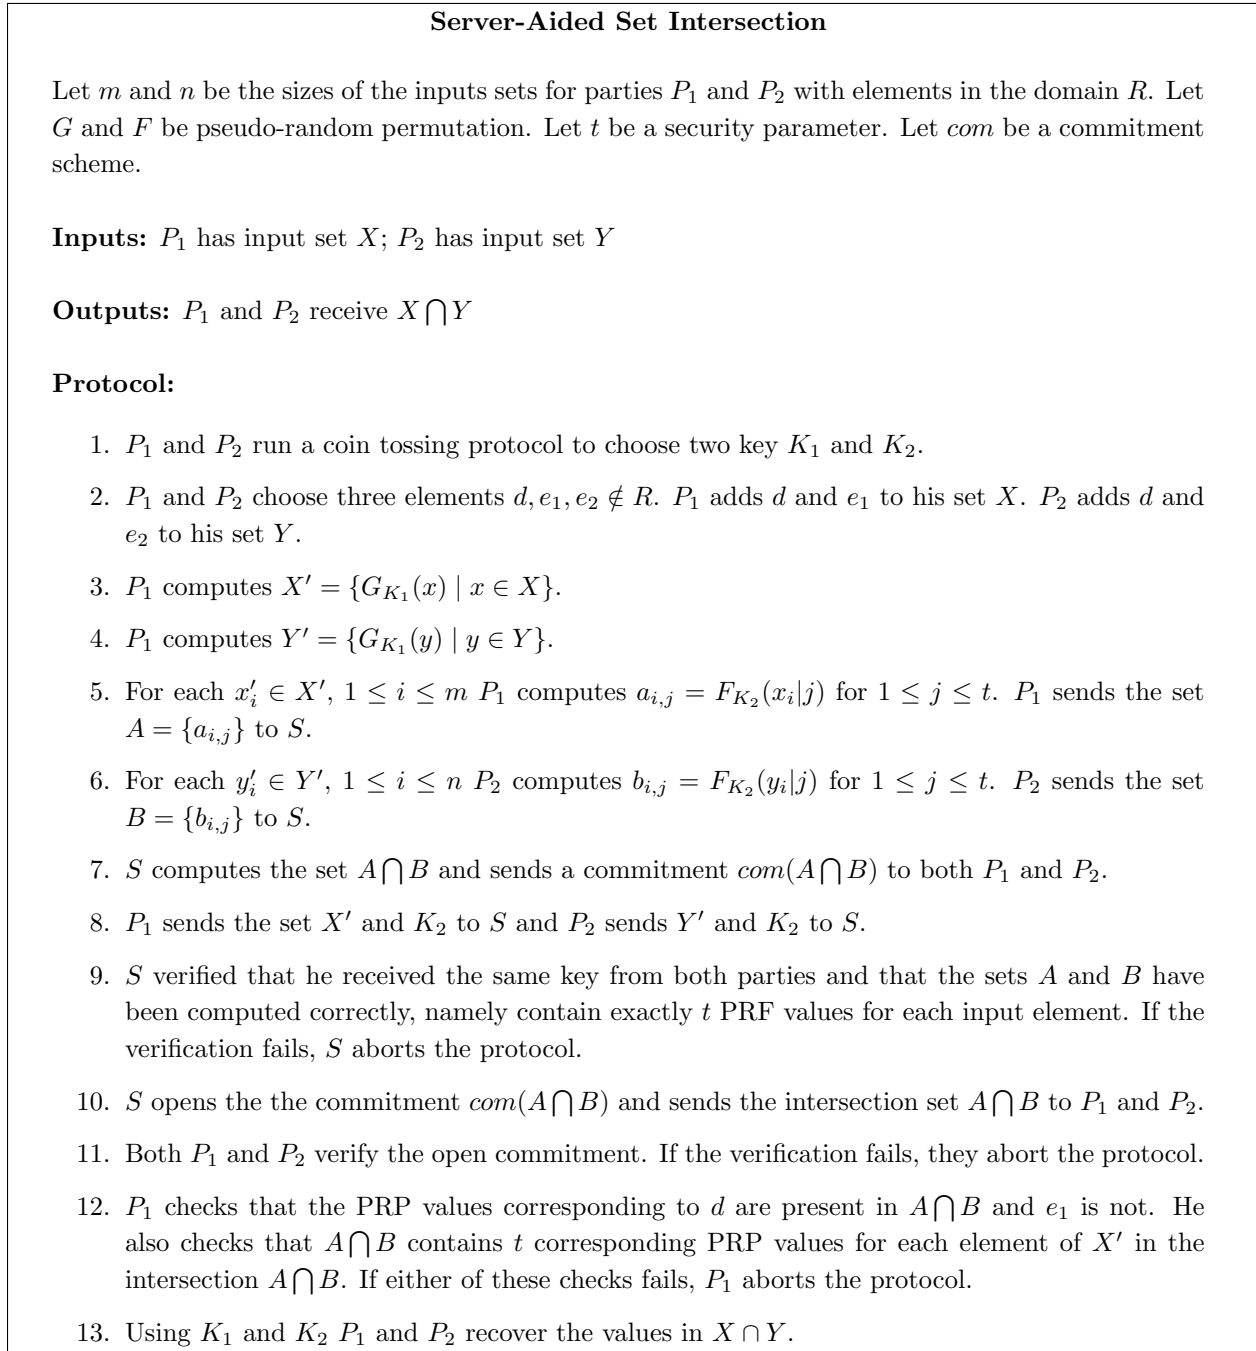 Server-Aided Set Intersection
Let m and n be the sizes of the inputs sets for parties P₁ and P₂ with elements in the domain R. Let
G and F be pseudo-random permutation. Let t be a security parameter. Let com be a commitment
scheme.
Inputs: P₁ has input set X; P₂ has input set Y
Outputs: P₁ and P₂ receive X ⋂ Y
Protocol:
1. P₁ and P₂ run a coin tossing protocol to choose two key K₁ and K₂.
2. P₁ and P₂ choose three elements d, e₁, e₂ ∉ R. P₁ adds d and e₁ to his set X. P₂ adds d and
e₂ to his set Y.
3. P₁ computes X′ = {G_{K₁}(x) | x ∈ X}.
4. P₁ computes Y′ = {G_{K₁}(y) | y ∈ Y}.
5. For each x′ᵢ ∈ X′, 1 ≤ i ≤ m P₁ computes a_{i,j} = F_{K₂}(xᵢ|j) for 1 ≤ j ≤ t. P₁ sends the set
A = {a_{i,j}} to S.
6. For each y′ᵢ ∈ Y′, 1 ≤ i ≤ n P₂ computes b_{i,j} = F_{K₂}(yᵢ|j) for 1 ≤ j ≤ t. P₂ sends the set
B = {b_{i,j}} to S.
7. S computes the set A ⋂ B and sends a commitment com(A ⋂ B) to both P₁ and P₂.
8. P₁ sends the set X′ and K₂ to S and P₂ sends Y′ and K₂ to S.
9. S verified that he received the same key from both parties and that the sets A and B have
been computed correctly, namely contain exactly t PRF values for each input element. If the
verification fails, S aborts the protocol.
10. S opens the the commitment com(A ⋂ B) and sends the intersection set A ⋂ B to P₁ and P₂.
11. Both P₁ and P₂ verify the open commitment. If the verification fails, they abort the protocol.
12. P₁ checks that the PRP values corresponding to d are present in A ⋂ B and e₁ is not. He
also checks that A ⋂ B contains t corresponding PRP values for each element of X′ in the
intersection A ⋂ B. If either of these checks fails, P₁ aborts the protocol.
13. Using K₁ and K₂ P₁ and P₂ recover the values in X ∩ Y.